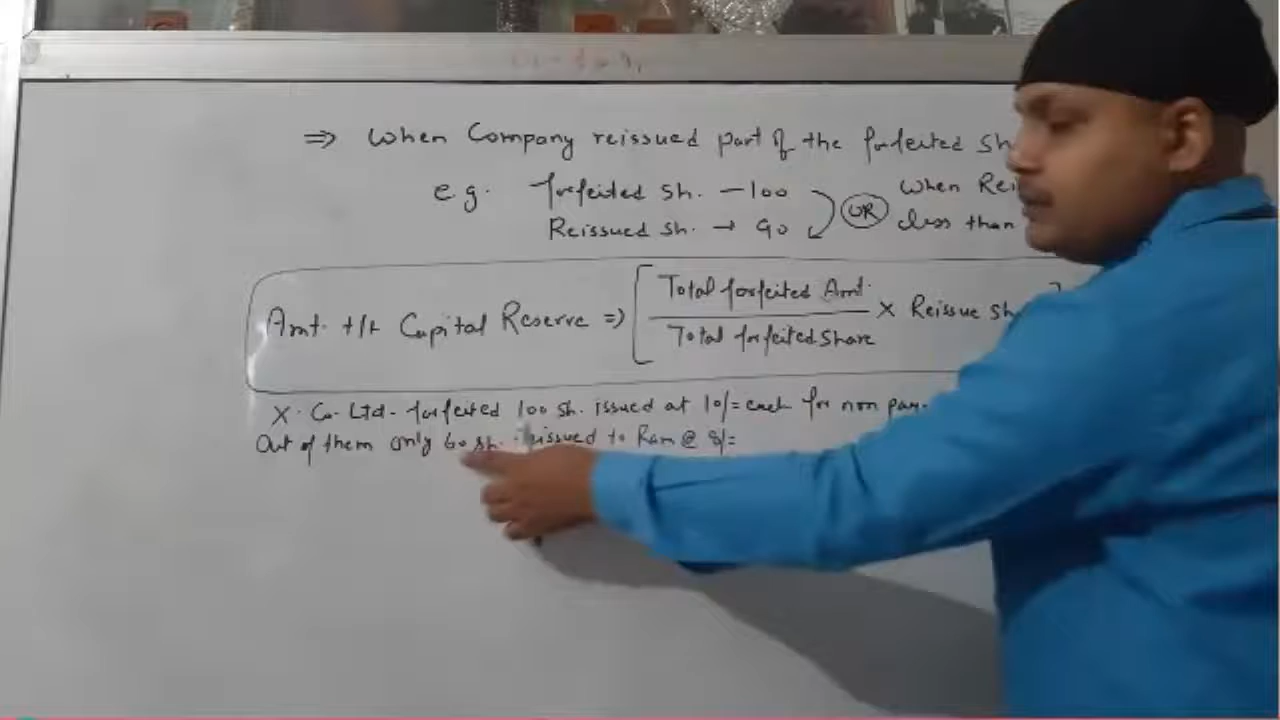 ⇒ When Company reissued part of the forfeited Sh
e.g. forfeited Sh. — 100
Reissued Sh. → 90
OR
When Rei
less than
Amt. t/f Capital Reserve ⇒ [ Total forfeited Amt. / Total forfeited Share × Reissue Sh
X. Co. Ltd. forfeited 100 Sh. issued at 10/= each for non pay
Out of them only 60 Sh. issued to Ram @ 8/=